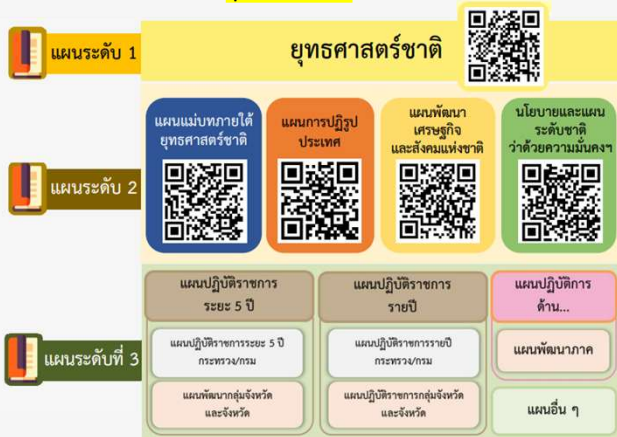 แผนระดับ 1
ยุทธศาสตร์ชาติ
แผนระดับ 2
แผนแม่บทภายใต้
ยุทธศาสตร์ชาติ
แผนการปฏิรูป
ประเทศ
แผนพัฒนา
เศรษฐกิจ
และสังคมแห่งชาติ
นโยบายและแผน
ระดับชาติ
ว่าด้วยความมั่นคงฯ
แผนระดับที่ 3
แผนปฏิบัติราชการ
ระยะ 5 ปี
แผนปฏิบัติราชการระยะ 5 ปี
กระทรวง/กรม
แผนพัฒนากลุ่มจังหวัด
และจังหวัด
แผนปฏิบัติราชการ
รายปี
แผนปฏิบัติราชการรายปี
กระทรวง/กรม
แผนปฏิบัติราชการกลุ่มจังหวัด
และจังหวัด
แผนปฏิบัติการ
ด้าน...
แผนพัฒนาภาค
แผนอื่น ๆ